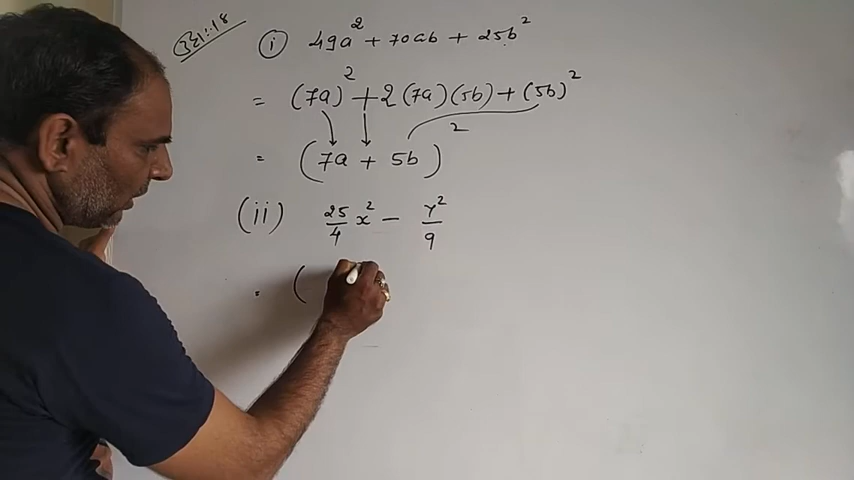 (i) 49a² + 70ab + 25b²
= (7a)² + 2(7a)(5b) + (5b)²
= (7a + 5b)²
(ii) 25/4 x² - y²/9
= (